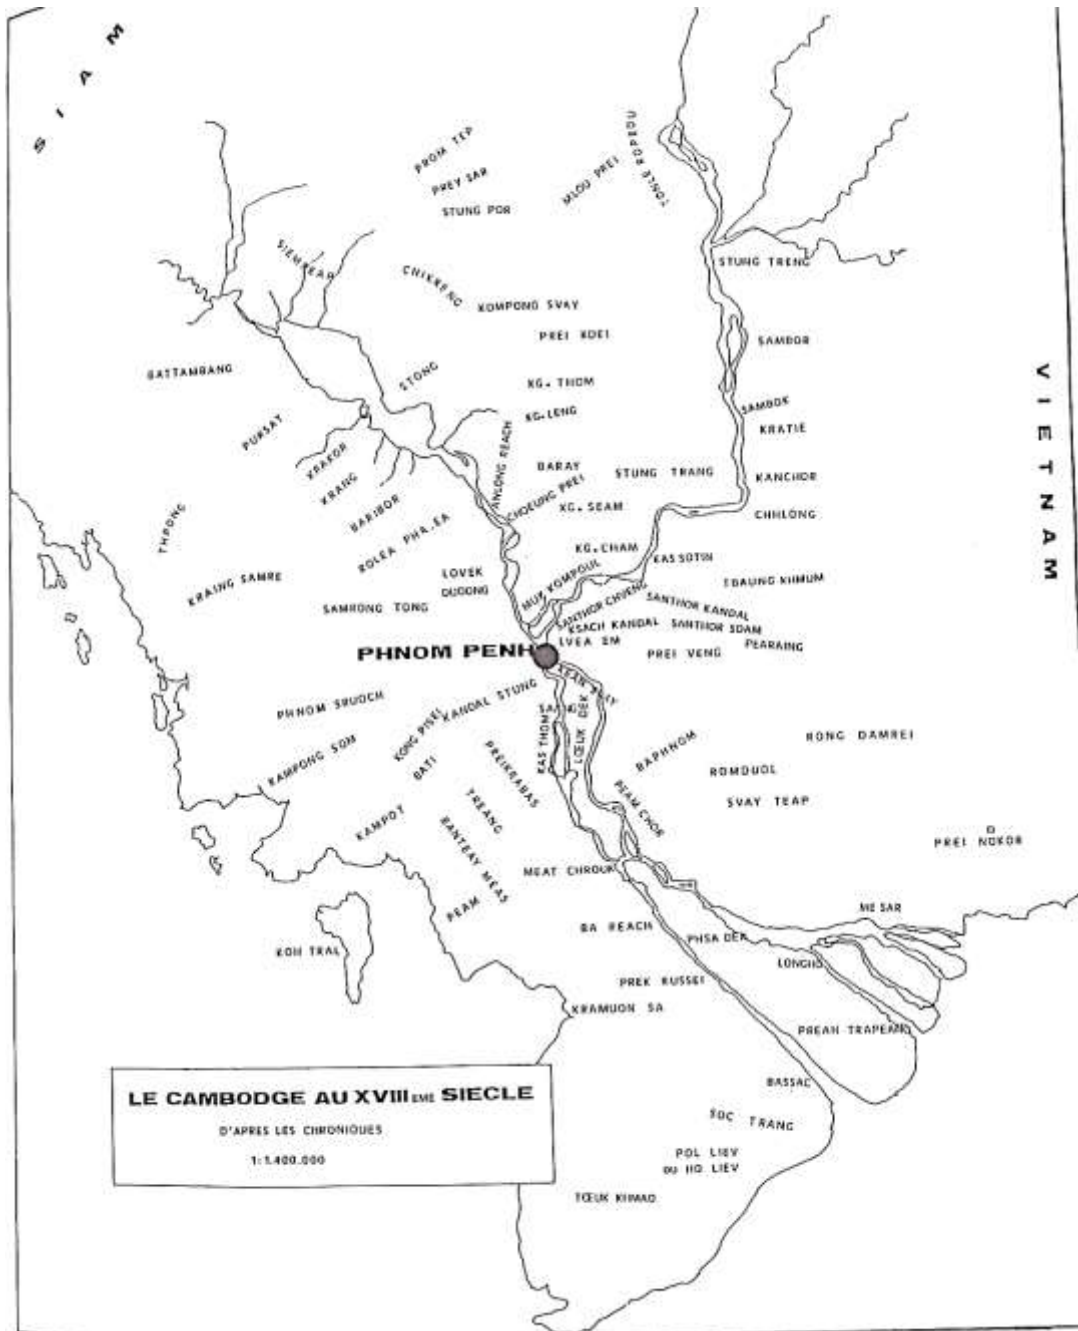 SIAM
PROM TEP
PREY SAR
STUNG POR
MLOU PREI
TONLE ROPEOU
STUNG TRENG
SIEMREAP
CHIKRENG
KOMPONG SVAY
PREI KDEI
SAMBOR
VIETNAM
BATTAMBANG
STONG
KG. THOM
KG. LENG
SAMBOK
KRATIE
PURSAT
KRAKOR
KRANG
BARIBOR
ROLEA PHA.EA
ANLONG REACH
CHOEUNG PREI
BARAY
STUNG TRANG
KANCHOR
KG. SEAM
CHHLONG
THPONG
KRAING SAMRE
SAMRONG TONG
LOVEK
OUDONG
KG. CHAM
KAS SOTIN
MUK KOMPOUL
TBAUNG KHMUM
SANTHOR CHVENG
SANTHOR KANDAL
KSACH KANDAL
SANTHOR SDAM
PEARAING
LVEA EM
PREI VENG
PHNOM PENH
KEAN SVAY
PHNOM SRUOCH
KONG PISEI
KANDAL STUNG
SAANG
KAMPONG SOM
BATI
PREIKRABAS
KAS THOM
LŒUK DEK
BAPHNOM
RONG DAMREI
ROMDUOL
SVAY TEAP
PEAM CHOR
KAMPOT
TREANG
BANTEAY MEAS
PEAM
MEAT CHROUK
PREI NOKOR
ME SAR
KOH TRAL
BA REACH
PHSA DEK
LONGHO
PREK RUSSEI
KRAMUON SA
PREAH TRAPEANG
BASSAC
SOC TRANG
POL LIEV
OU HO LIEV
TŒUK KHMAO
LE CAMBODGE AU XVIII EME SIECLE
D'APRES LES CHRONIQUES
1:1.400.000